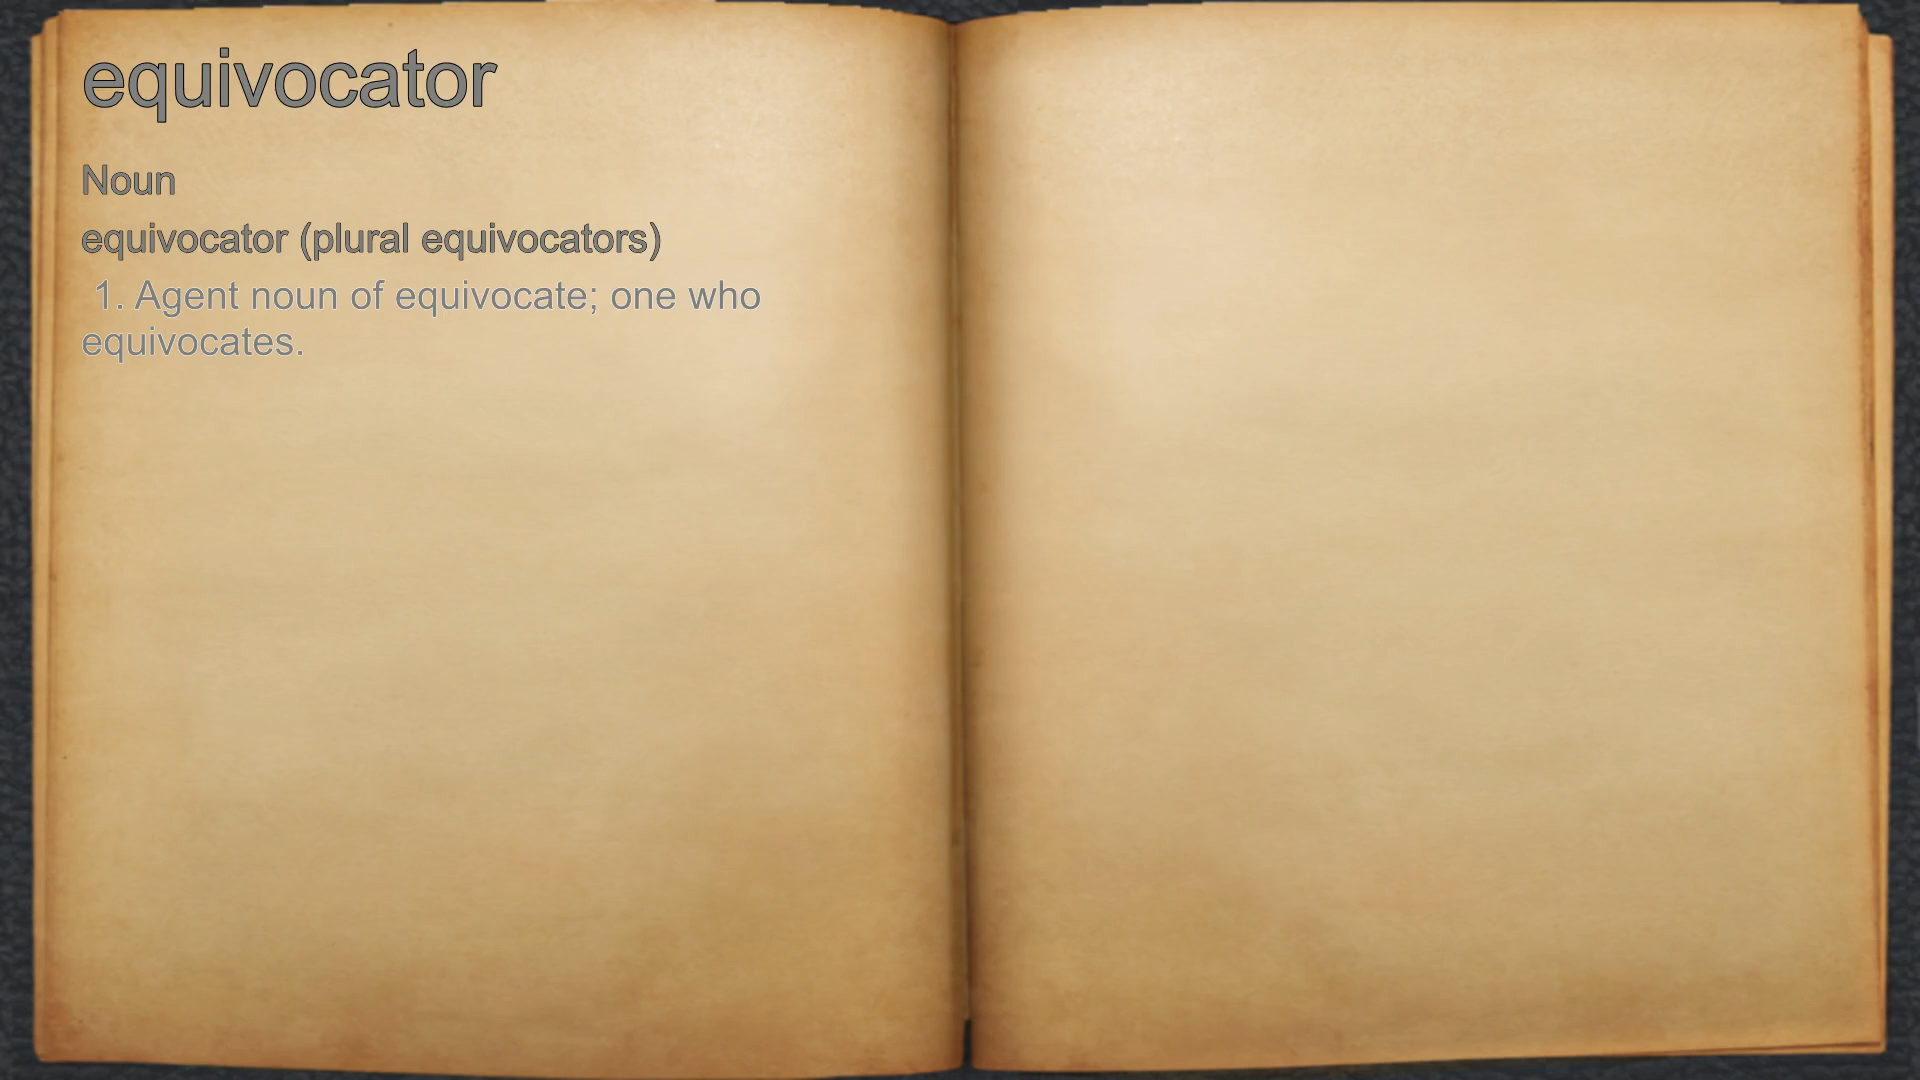 equivocator
Noun
equivocator (plural equivocators)
1. Agent noun of equivocate; one who
equivocates.